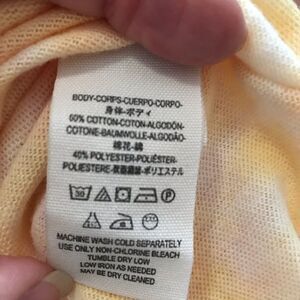 BODY-CORPS-CUERPO-CORPO-
身体-ボディ
60% COTTON-COTON-ALGODÓN-
COTONE-BAUMWOLLE-ALGODÃO-
棉花-綿
40% POLYESTER-POLIÉSTER-
POLIESTERE-聚酯纖維-ポリエステル
30
MACHINE WASH COLD SEPARATELY
USE ONLY NON-CHLORINE BLEACH
TUMBLE DRY LOW
LOW IRON AS NEEDED
MAY BE DRY CLEANED